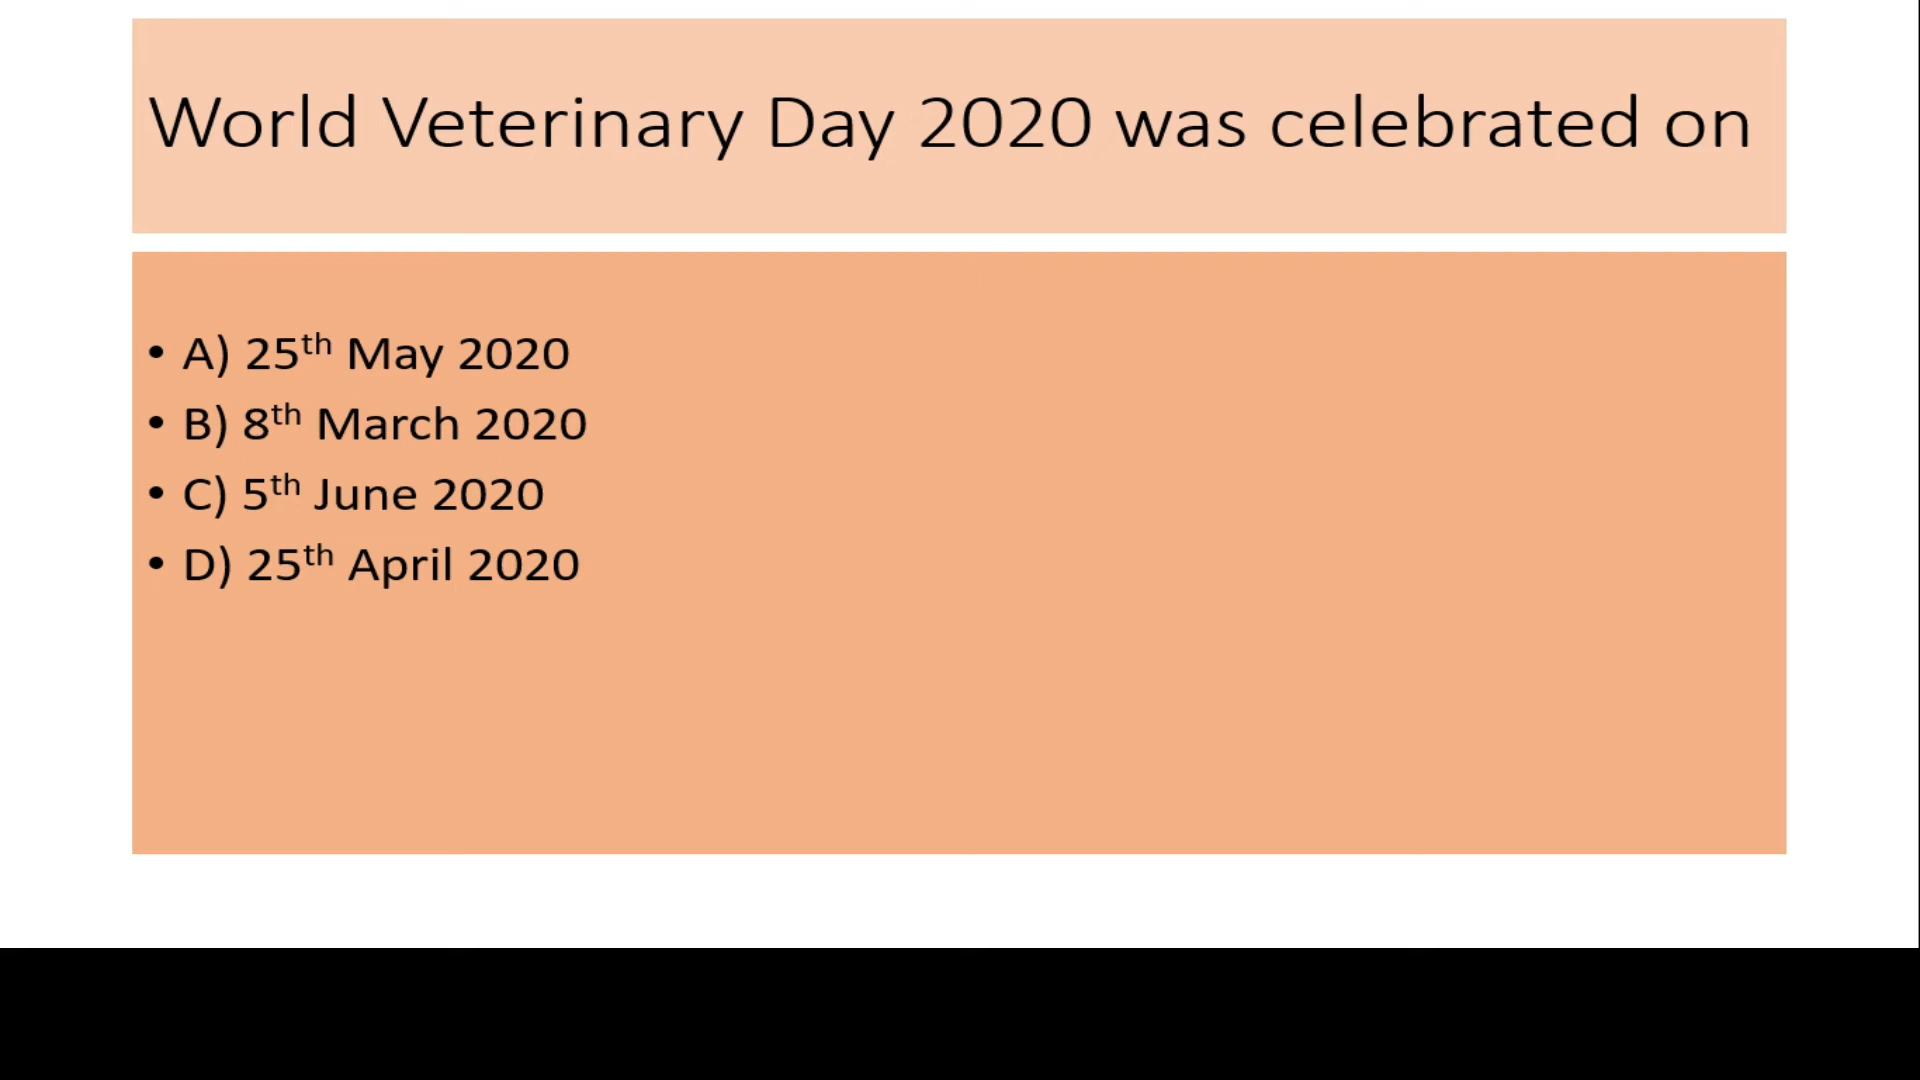 World Veterinary Day 2020 was celebrated on
• A) 25th May 2020
• B) 8th March 2020
• C) 5th June 2020
• D) 25th April 2020